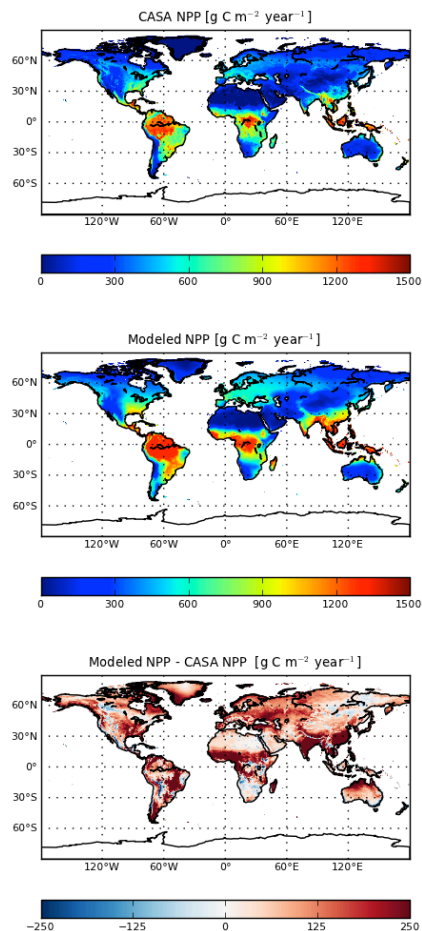 CASA NPP [g C m⁻² year⁻¹]
60°N
30°N
0°
30°S
60°S
120°W 60°W 0° 60°E 120°E
0 300 600 900 1200 1500
Modeled NPP [g C m⁻² year⁻¹]
60°N
30°N
0°
30°S
60°S
120°W 60°W 0° 60°E 120°E
0 300 600 900 1200 1500
Modeled NPP - CASA NPP [g C m⁻² year⁻¹]
60°N
30°N
0°
30°S
60°S
120°W 60°W 0° 60°E 120°E
−250 −125 0 125 250